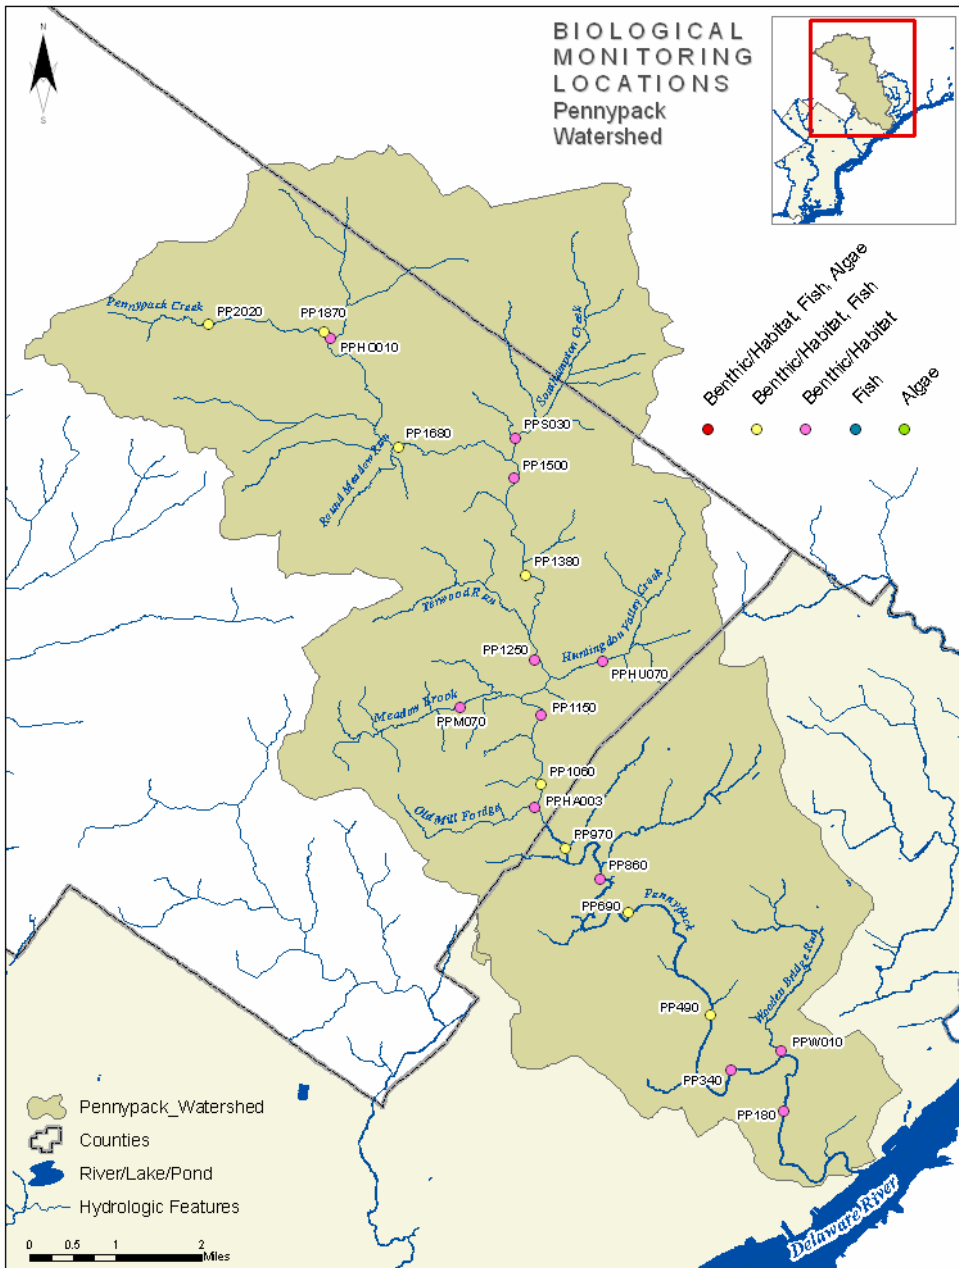 BIOLOGICAL
MONITORING
LOCATIONS
Pennypack
Watershed
N
S
Benthic/Habitat, Fish, Algae
Benthic/Habitat, Fish
Benthic/Habitat
Fish
Algae
Pennypack Creek
PP2020
PP1870
PPHO010
Southampton Creek
PPS030
PP1680
Round Meadow Run
PP1500
PP1380
Terwood Run
Huntingdon Valley Creek
PP1250
PPHU070
Meadow Brook
PPM070
PP1150
PP1060
PPHA003
Old Mill Fordge
PP970
PP860
PP690
Pennypack
PP490
Wooden Bridge Run
PPW010
PP340
PP180
Pennypack_Watershed
Counties
River/Lake/Pond
Hydrologic Features
0 0.5 1 2
Miles
Delaware River